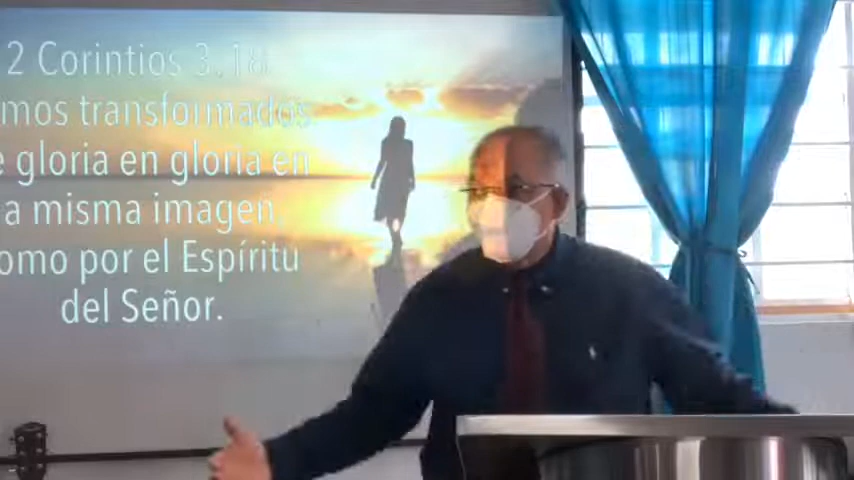 2 Corintios 3.18
mos transformados
e gloria en gloria en
a misma imagen,
omo por el Espíritu
del Señor.